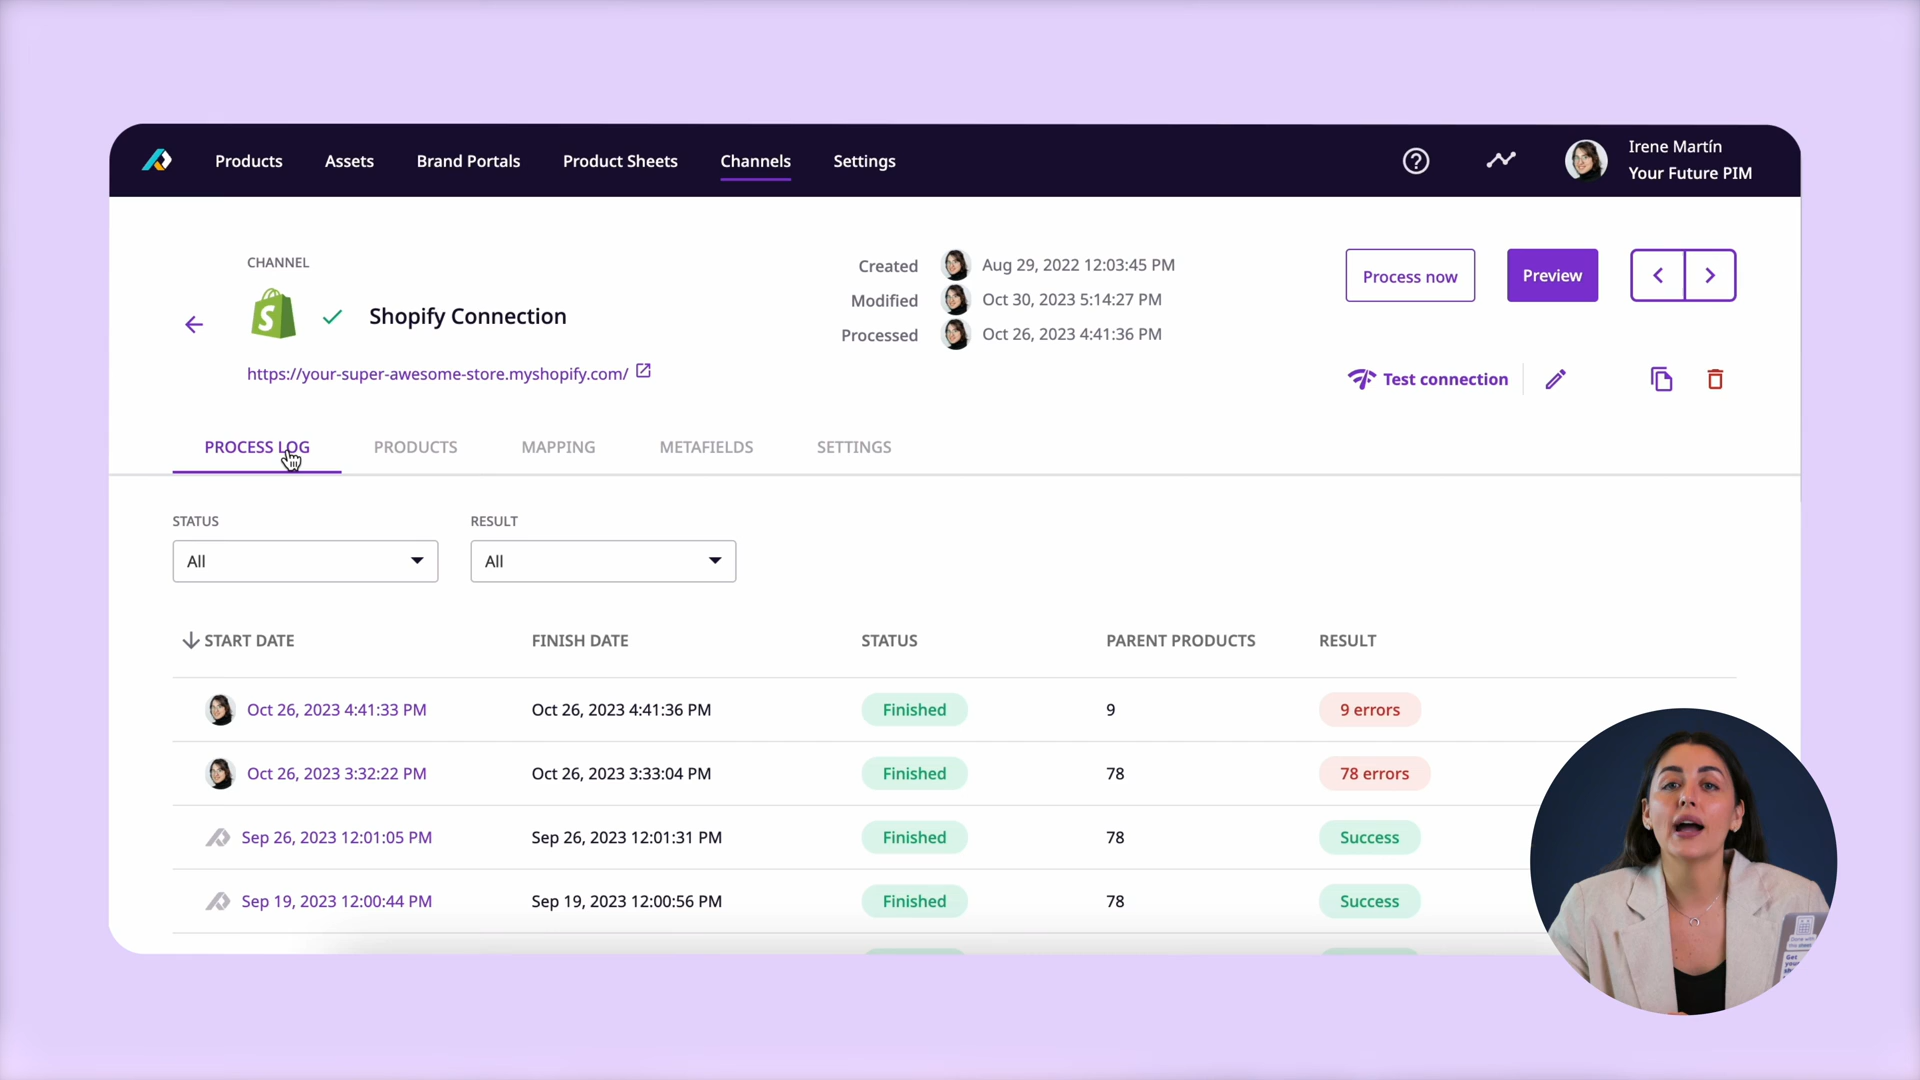 Products Assets Brand Portals Product Sheets Channels Settings
Irene Martín
Your Future PIM
CHANNEL
Shopify Connection
https://your-super-awesome-store.myshopify.com/
Created Aug 29, 2022 12:03:45 PM
Modified Oct 30, 2023 5:14:27 PM
Processed Oct 26, 2023 4:41:36 PM
Process now
Preview
Test connection
PROCESS LOG PRODUCTS MAPPING METAFIELDS SETTINGS
STATUS RESULT
All All
START DATE FINISH DATE STATUS PARENT PRODUCTS RESULT
Oct 26, 2023 4:41:33 PM Oct 26, 2023 4:41:36 PM Finished 9 9 errors
Oct 26, 2023 3:32:22 PM Oct 26, 2023 3:33:04 PM Finished 78 78 errors
Sep 26, 2023 12:01:05 PM Sep 26, 2023 12:01:31 PM Finished 78 Success
Sep 19, 2023 12:00:44 PM Sep 19, 2023 12:00:56 PM Finished 78 Success